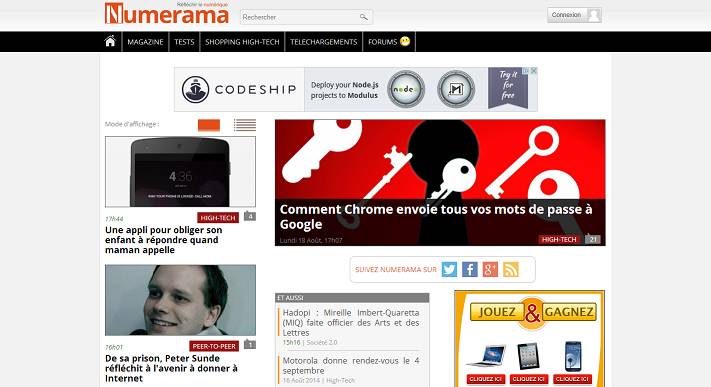 Réfléchir le numérique
Numerama
Rechercher
Connexion
MAGAZINE
TESTS
SHOPPING HIGH-TECH
TELECHARGEMENTS
FORUMS
CODESHIP
Deploy your Node.js
projects to Modulus
node
Try it
for free
Mode d'affichage :
4:36
17h44
HIGH-TECH
4
Une appli pour obliger son
enfant à répondre quand
maman appelle
16h01
PEER-TO-PEER
1
De sa prison, Peter Sunde
réfléchit à l'avenir à donner à
Internet
Comment Chrome envoie tous vos mots de passe à
Google
Lundi 18 Août, 17h07
HIGH-TECH
21
SUIVEZ NUMERAMA SUR
ET AUSSI
Hadopi : Mireille Imbert-Quaretta
(MIQ) faite officier des Arts et des
Lettres
15h16 | Société 2.0
Motorola donne rendez-vous le 4
septembre
16 Août 2014 | High-Tech
JOUEZ & GAGNEZ
CLIQUEZ ICI
CLIQUEZ ICI
CLIQUEZ ICI